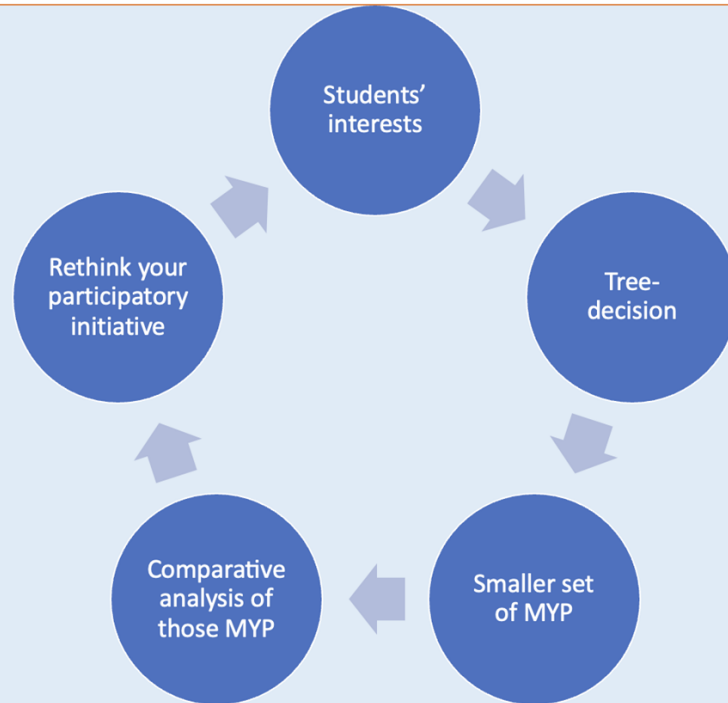 Students’
interests
Tree-
decision
Smaller set
of MYP
Comparative
analysis of
those MYP
Rethink your
participatory
initiative